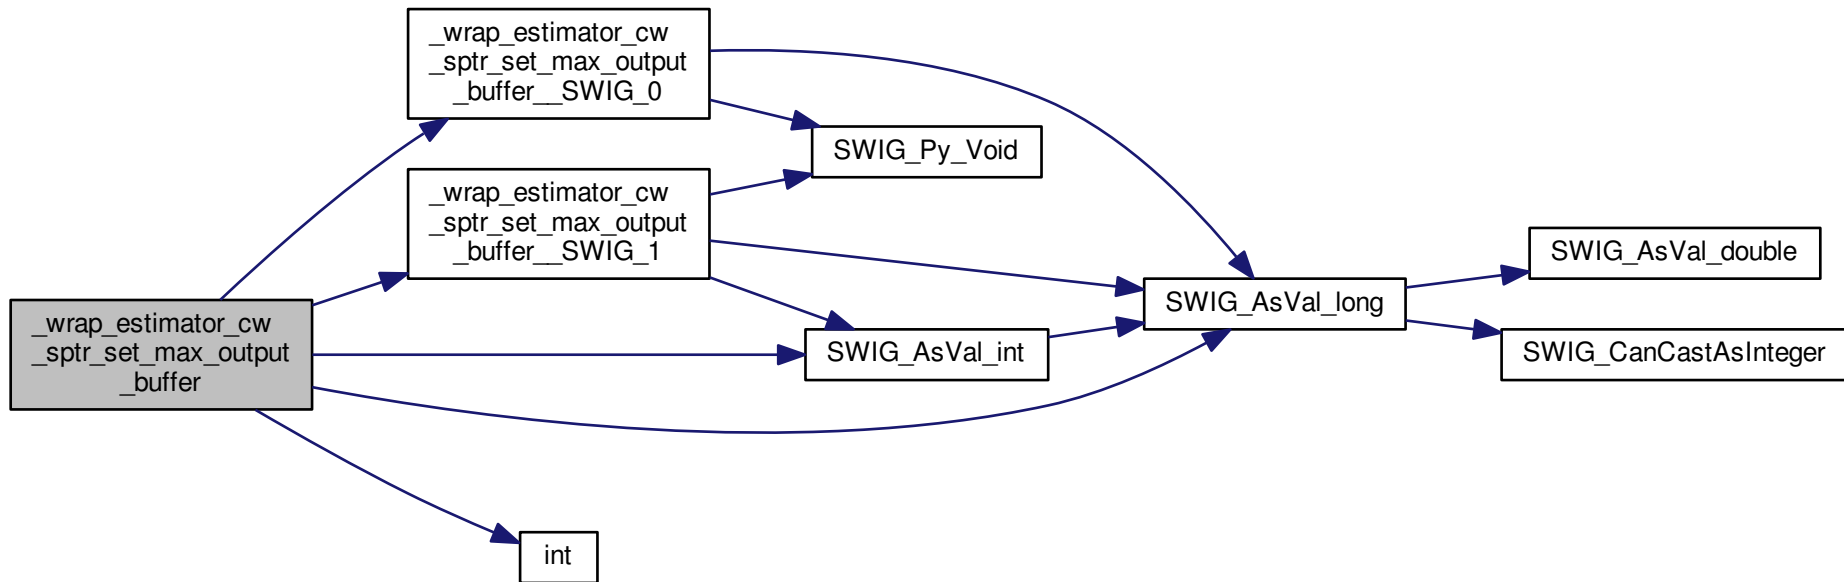 _wrap_estimator_cw
_sptr_set_max_output
_buffer__SWIG_0
SWIG_Py_Void
_wrap_estimator_cw
_sptr_set_max_output
_buffer__SWIG_1
SWIG_AsVal_double
SWIG_AsVal_long
_wrap_estimator_cw
_sptr_set_max_output
_buffer
SWIG_AsVal_int
SWIG_CanCastAsInteger
int